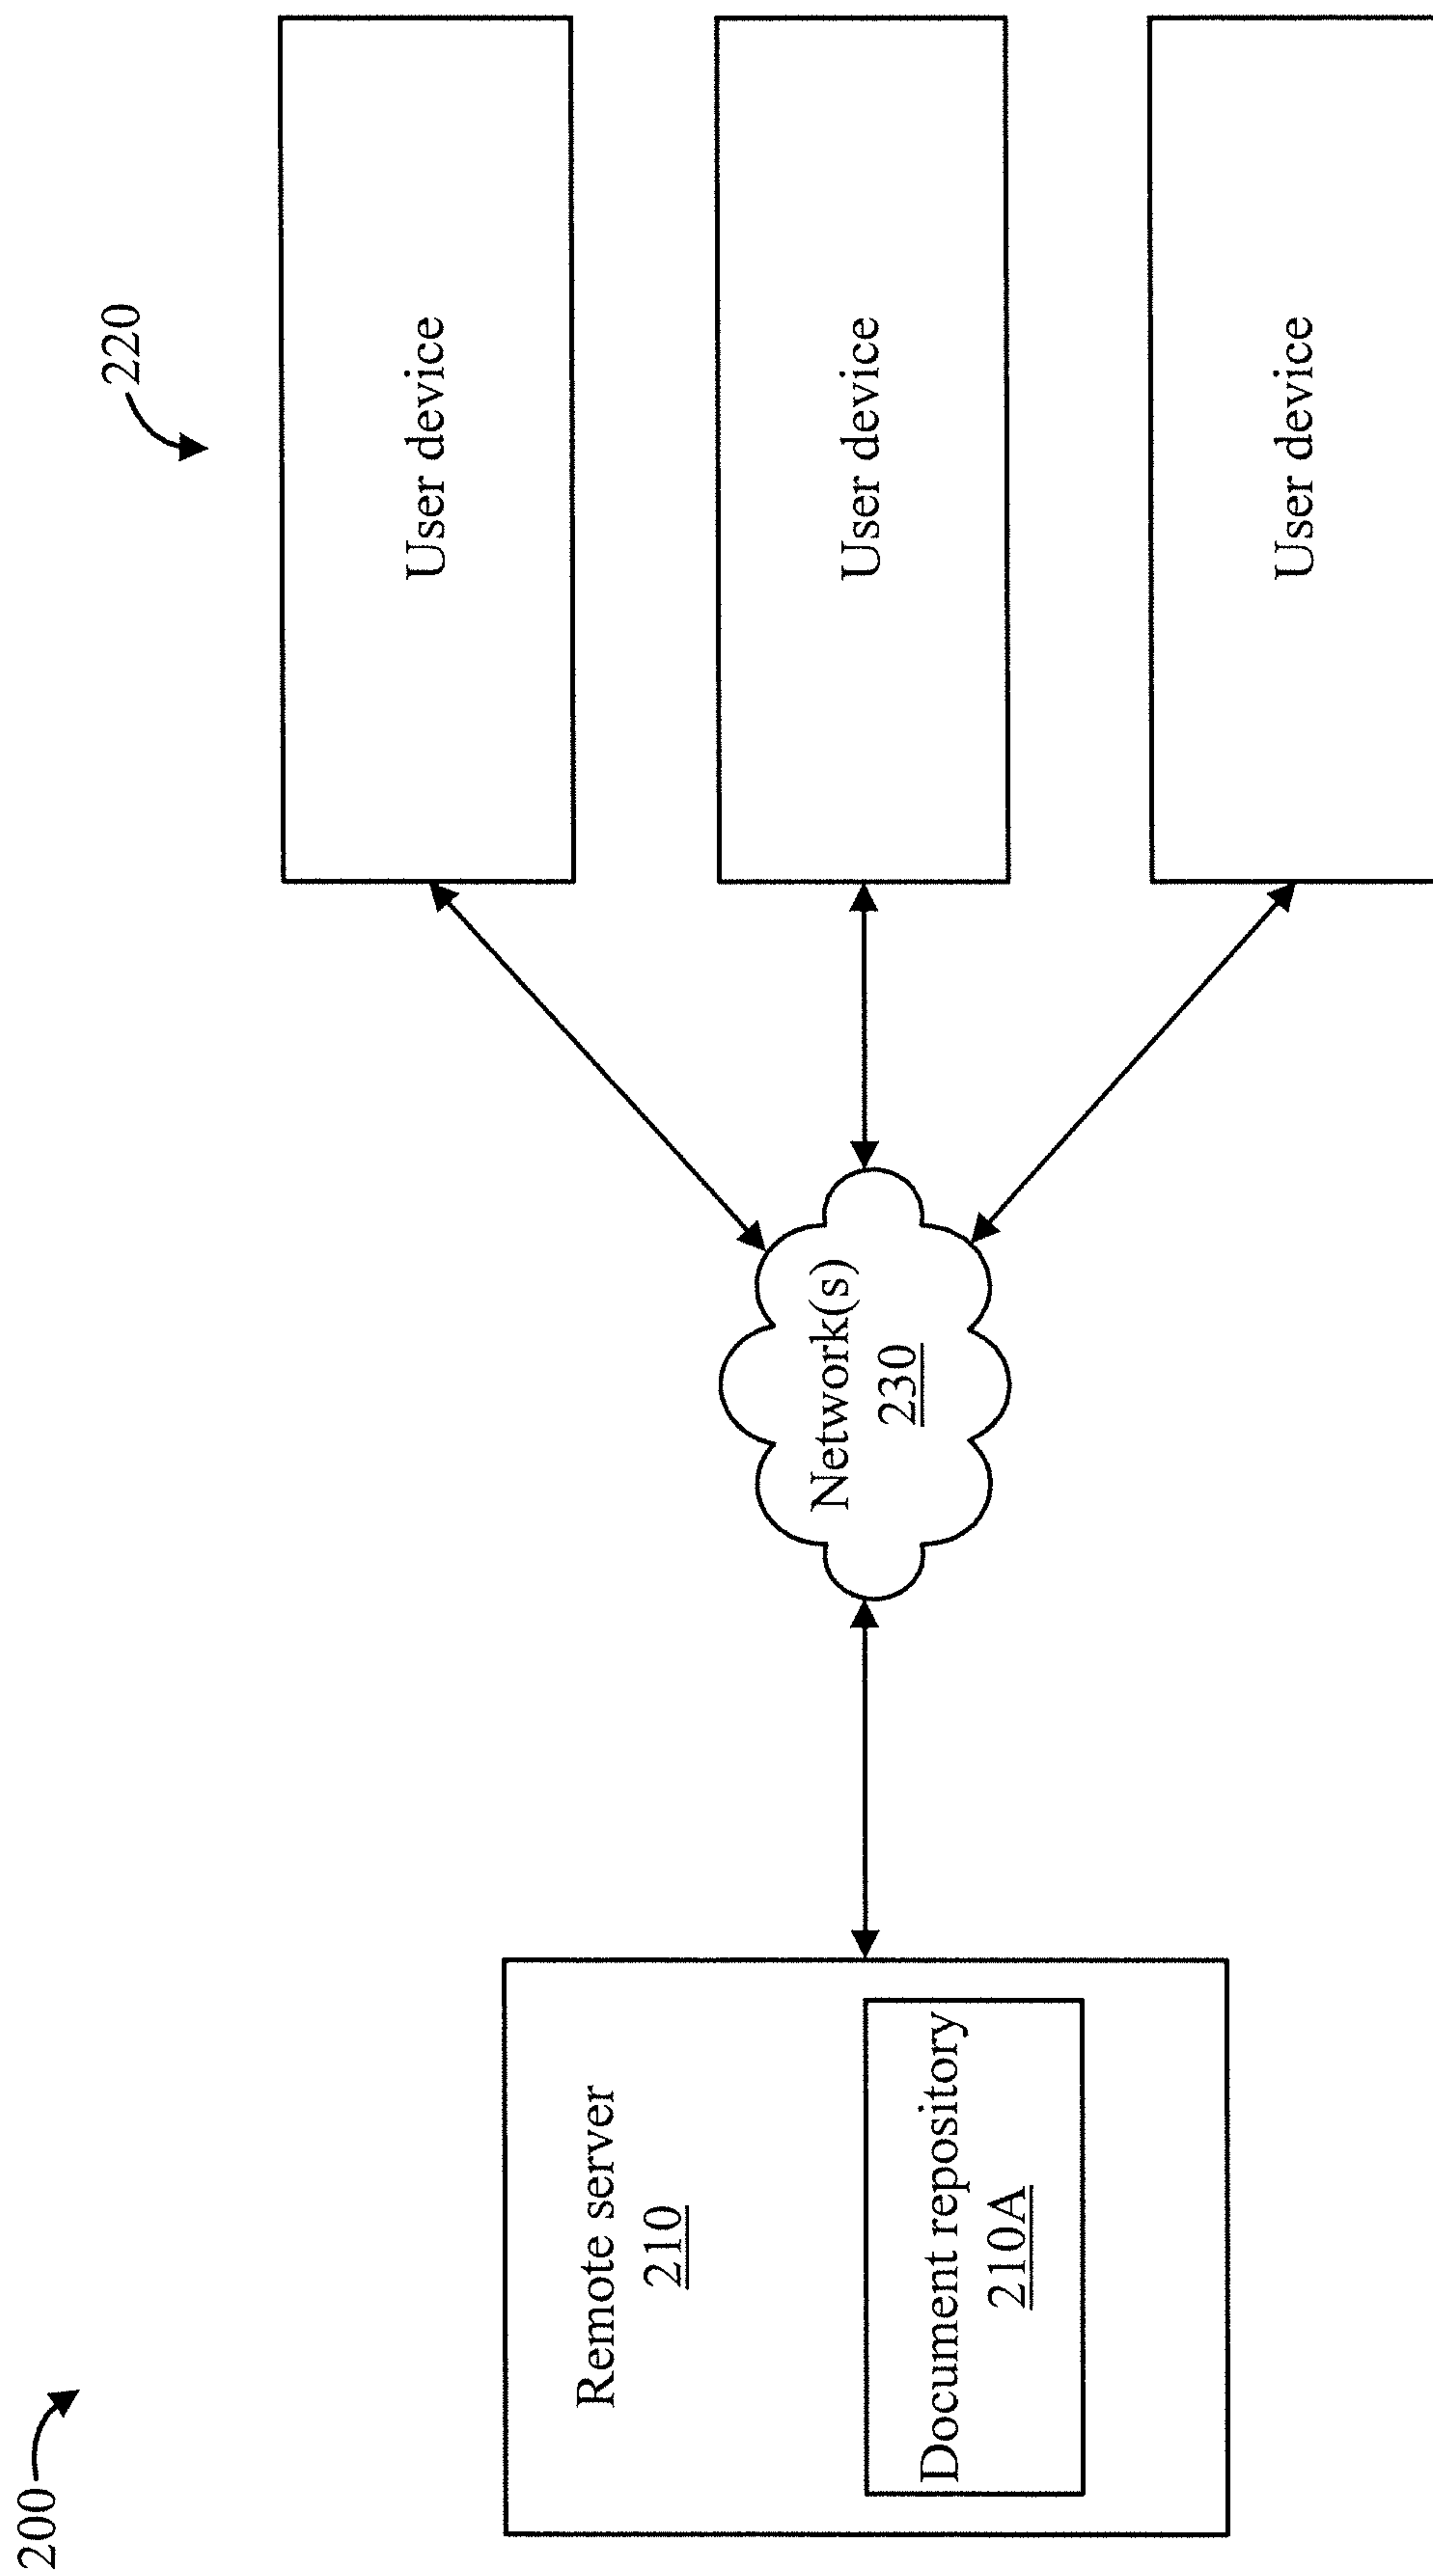 200
220
Remote server
210
Document repository
210A
Network(s)
230
User device
User device
User device